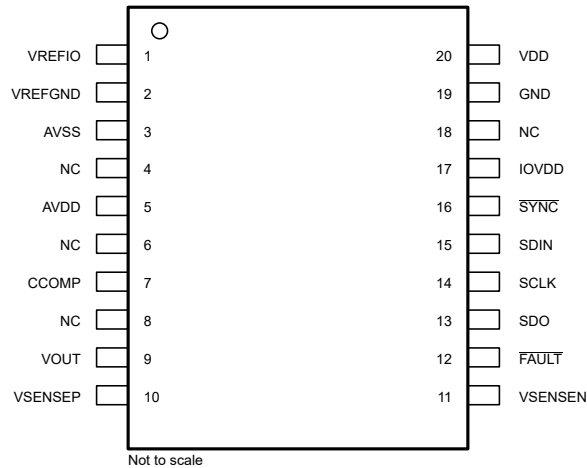 VREFIO 1 20 VDD
VREFGND 2 19 GND
AVSS 3 18 NC
NC 4 17 IOVDD
AVDD 5 16 SYNC
NC 6 15 SDIN
CCOMP 7 14 SCLK
NC 8 13 SDO
VOUT 9 12 FAULT
VSENSEP 10 11 VSENSEN
Not to scale